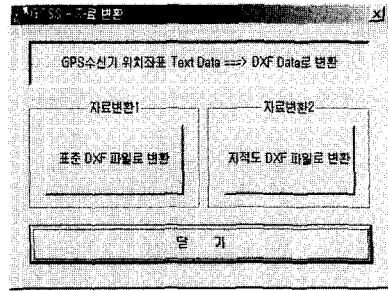 자료 변환
GPS수신기 위치좌표 Text Data ===> DXF Data로 변환
자료변환1
자료변환2
표준 DXF 파일로 변환
지적도 DXF 파일로 변환
닫 기